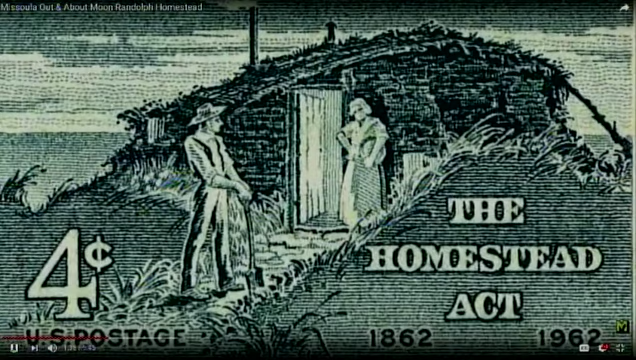 Missoula Out & About Moon Randolph Homestead
THE
HOMESTEAD
ACT
4¢
U.S. POSTAGE 1862 1962
M